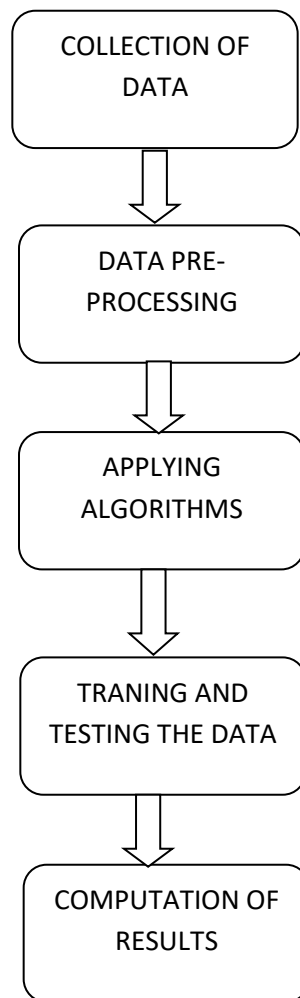 COLLECTION OF
DATA
DATA PRE-
PROCESSING
APPLYING
ALGORITHMS
TRANING AND
TESTING THE DATA
COMPUTATION OF
RESULTS